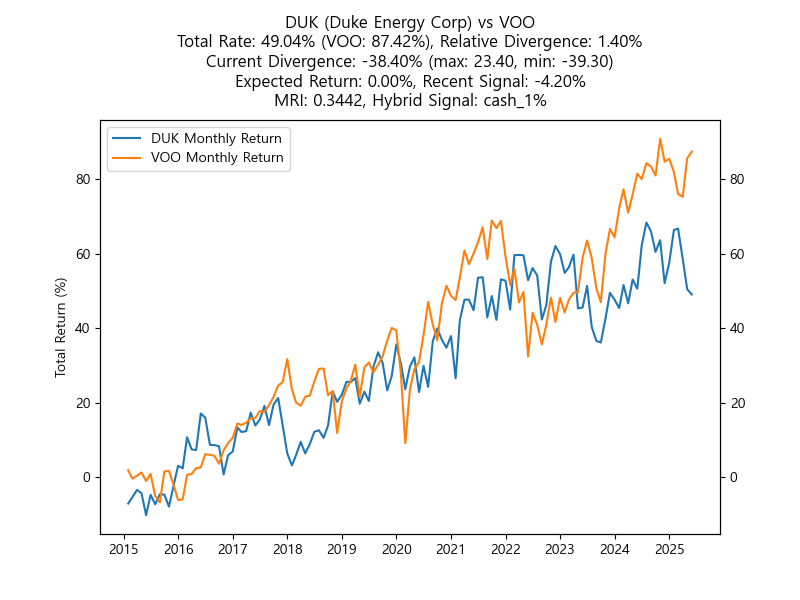 DUK (Duke Energy Corp) vs VOO
Total Rate: 49.04% (VOO: 87.42%), Relative Divergence: 1.40%
Current Divergence: -38.40% (max: 23.40, min: -39.30)
Expected Return: 0.00%, Recent Signal: -4.20%
MRI: 0.3442, Hybrid Signal: cash_1%
DUK Monthly Return
VOO Monthly Return
Total Return (%)
80
60
40
20
0
80
60
40
20
0
2015 2016 2017 2018 2019 2020 2021 2022 2023 2024 2025